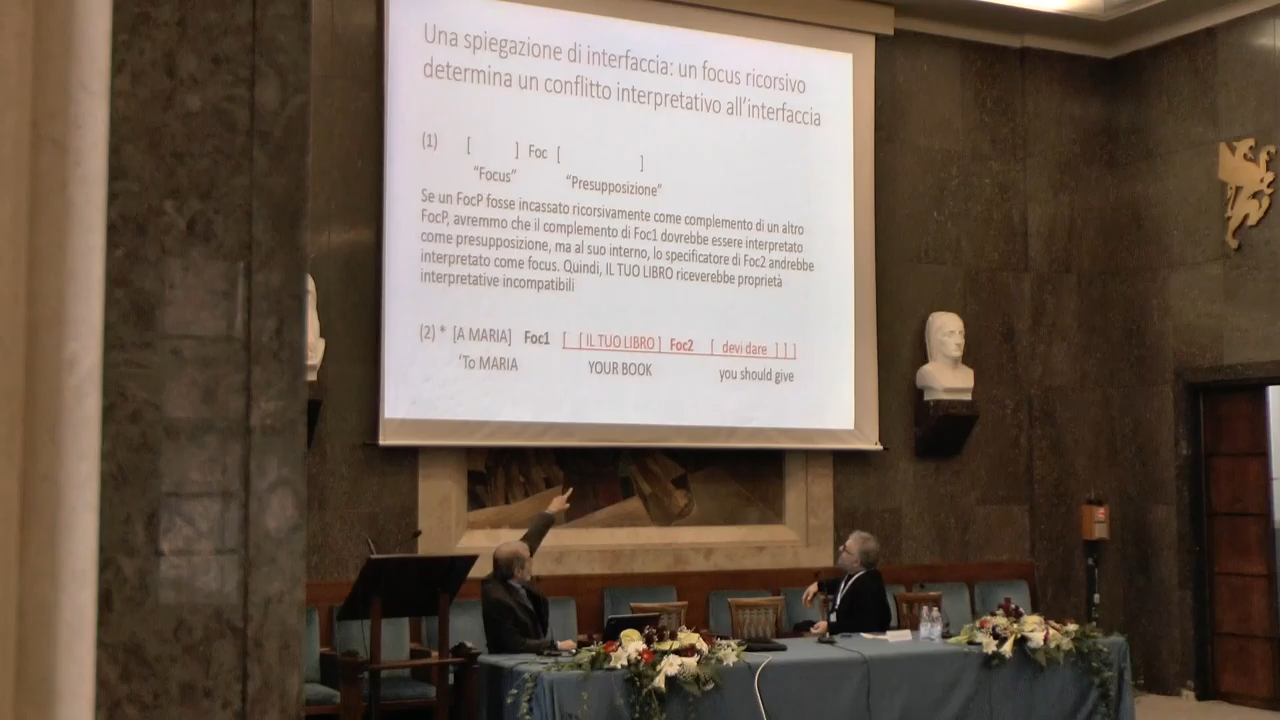 Una spiegazione di interfaccia: un focus ricorsivo
determina un conflitto interpretativo all'interfaccia
(1) [ ] Foc [ ]
"Focus" "Presupposizione"
Se un FocP fosse incassato ricorsivamente come complemento di un altro
FocP, avremmo che il complemento di Foc1 dovrebbe essere interpretato
come presupposizione, ma al suo interno, lo specificatore di Foc2 andrebbe
interpretato come focus. Quindi, IL TUO LIBRO riceverebbe proprietà
interpretative incompatibili
(2) * [A MARIA] Foc1 [ [ IL TUO LIBRO ] Foc2 [ devi dare ] ] ]
'To MARIA YOUR BOOK you should give